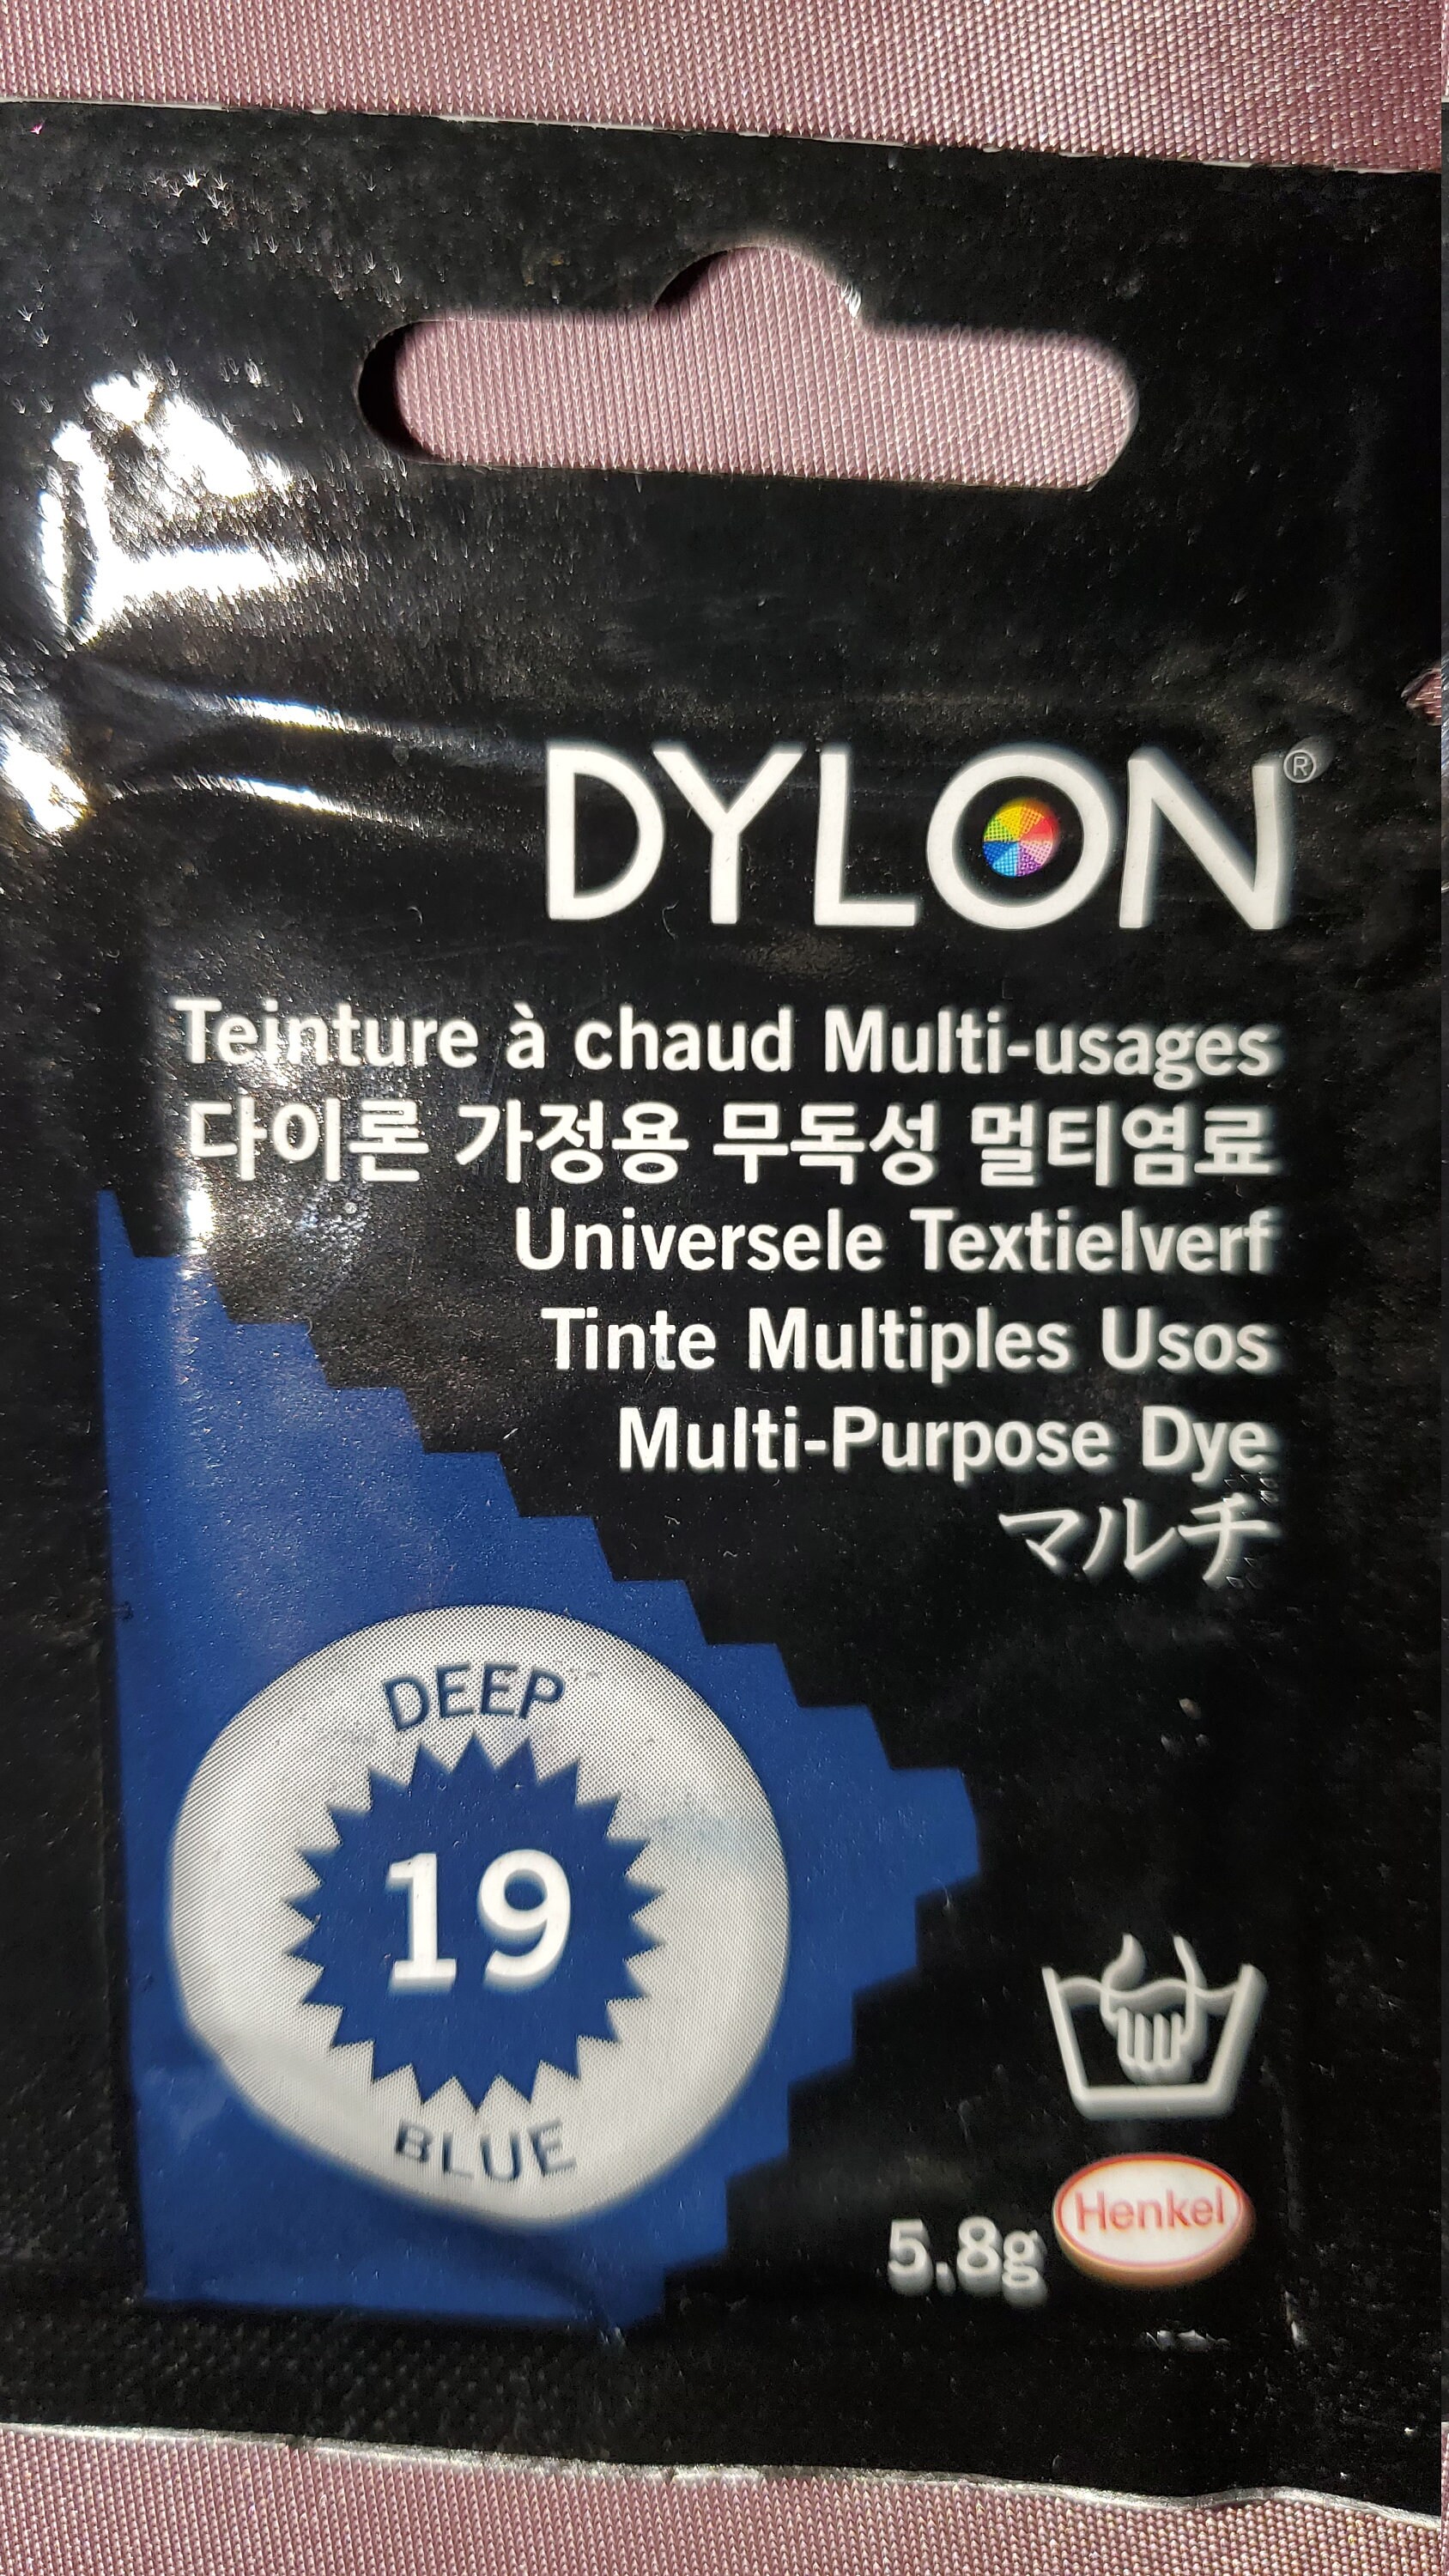 DYLON®
Teinture à chaud Multi-usages
다이론 가정용 무독성 멀티염료
Universele Textielverf
Tinte Multiples Usos
Multi-Purpose Dye
マルチ
DEEP
19
BLUE
5.8g
Henkel